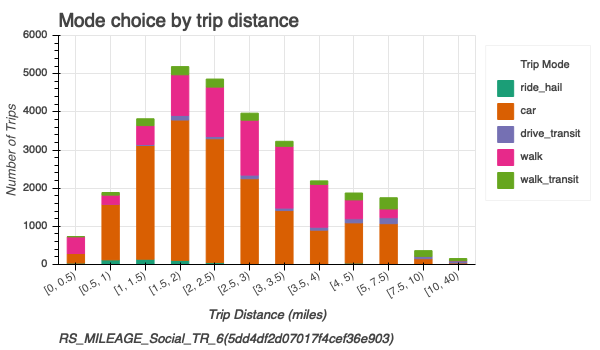 Mode choice by trip distance
6000
5000
4000
3000
2000
1000
0
Number of Trips
[0, 0.5)
[0.5, 1)
[1, 1.5)
[1.5, 2)
[2, 2.5)
[2.5, 3)
[3, 3.5)
[3.5, 4)
[4, 5)
[5, 7.5)
[7.5, 10)
[10, 40)
Trip Distance (miles)
RS_MILEAGE_Social_TR_6(5dd4df2d07017f4cef36e903)
Trip Mode
ride_hail
car
drive_transit
walk
walk_transit